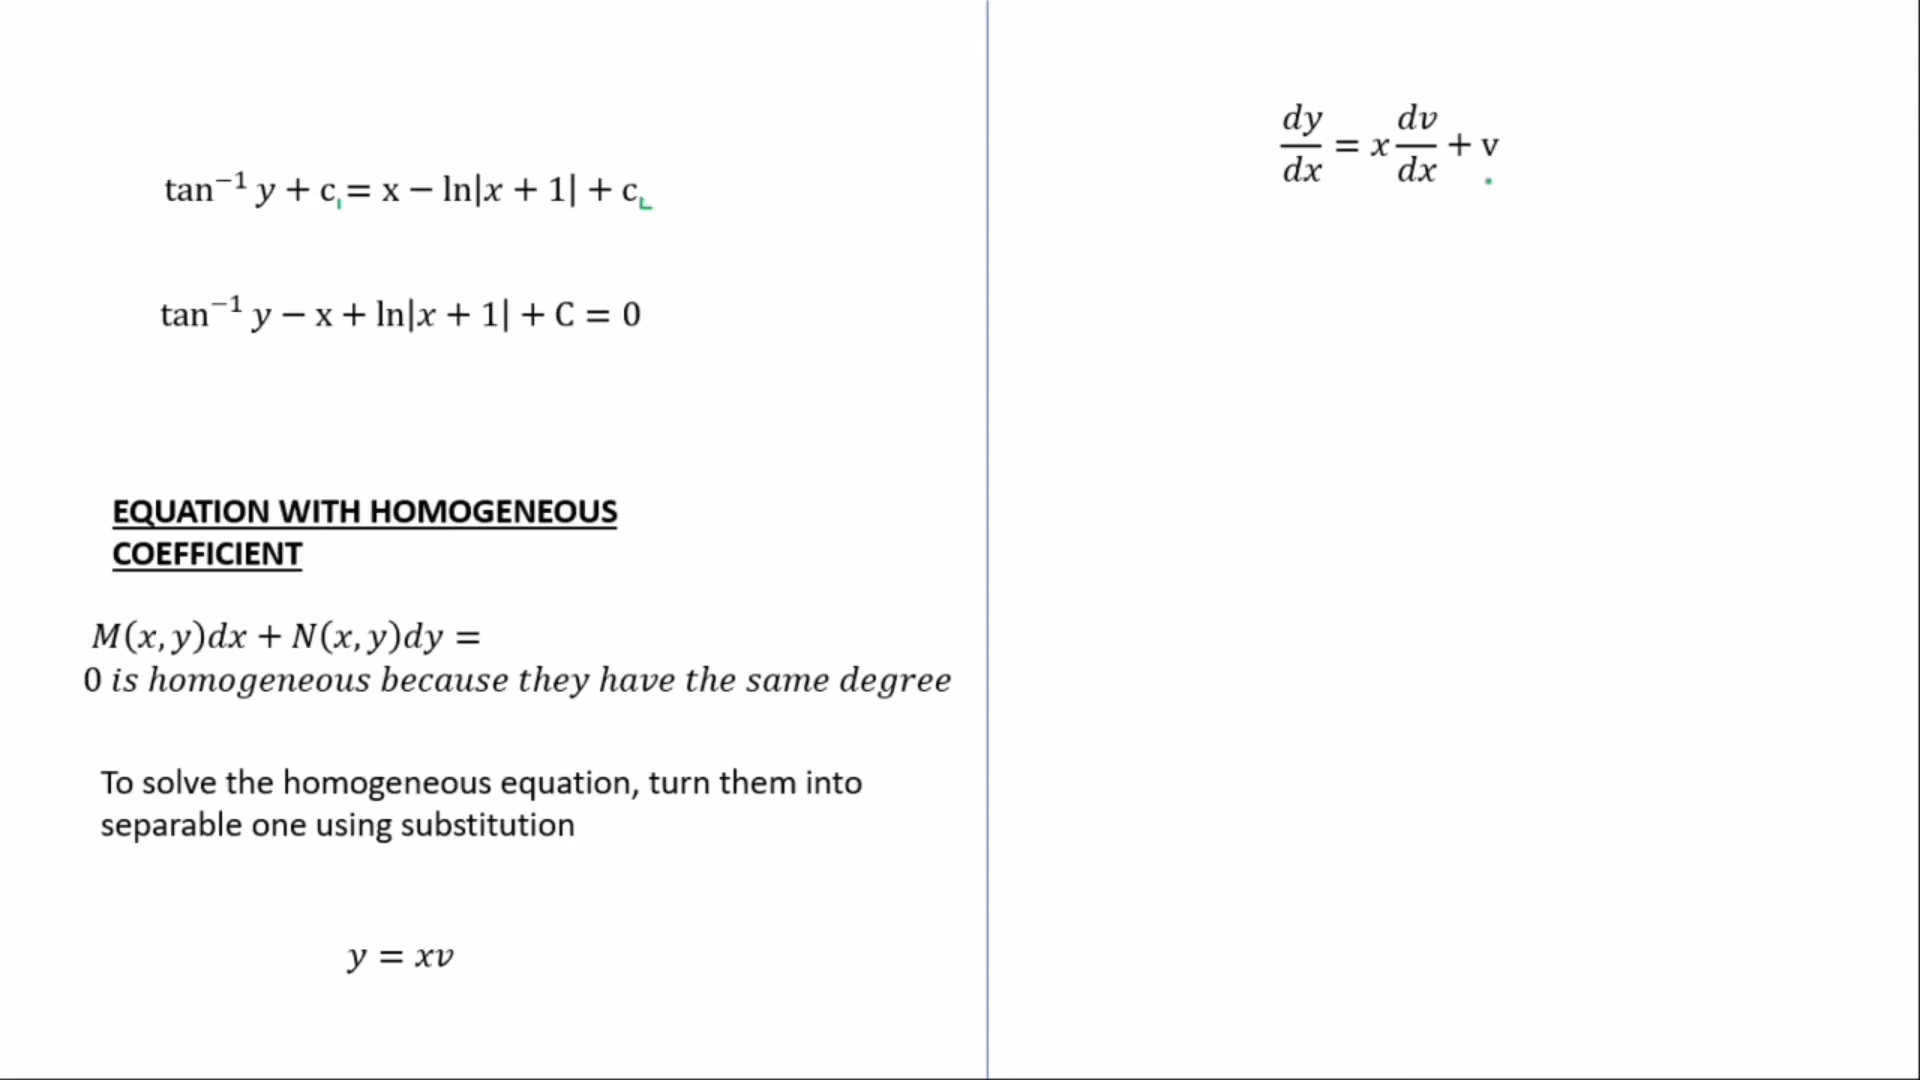 tan⁻¹ y + c₁ = x − ln|x + 1| + c₂
tan⁻¹ y − x + ln|x + 1| + C = 0
EQUATION WITH HOMOGENEOUS
COEFFICIENT
M(x, y)dx + N(x, y)dy =
0 is homogeneous because they have the same degree
To solve the homogeneous equation, turn them into
separable one using substitution
y = xv
dy/dx = x dv/dx + v